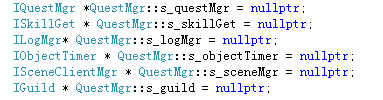 IQuestMgr *QuestMgr::s_questMgr = nullptr;
ISkillGet * QuestMgr::s_skillGet = nullptr;
ILogMgr* QuestMgr::s_logMgr = nullptr;
IObjectTimer * QuestMgr::s_objectTimer = nullptr;
ISceneClientMgr * QuestMgr::s_sceneMgr = nullptr;
IGuild * QuestMgr::s_guild = nullptr;